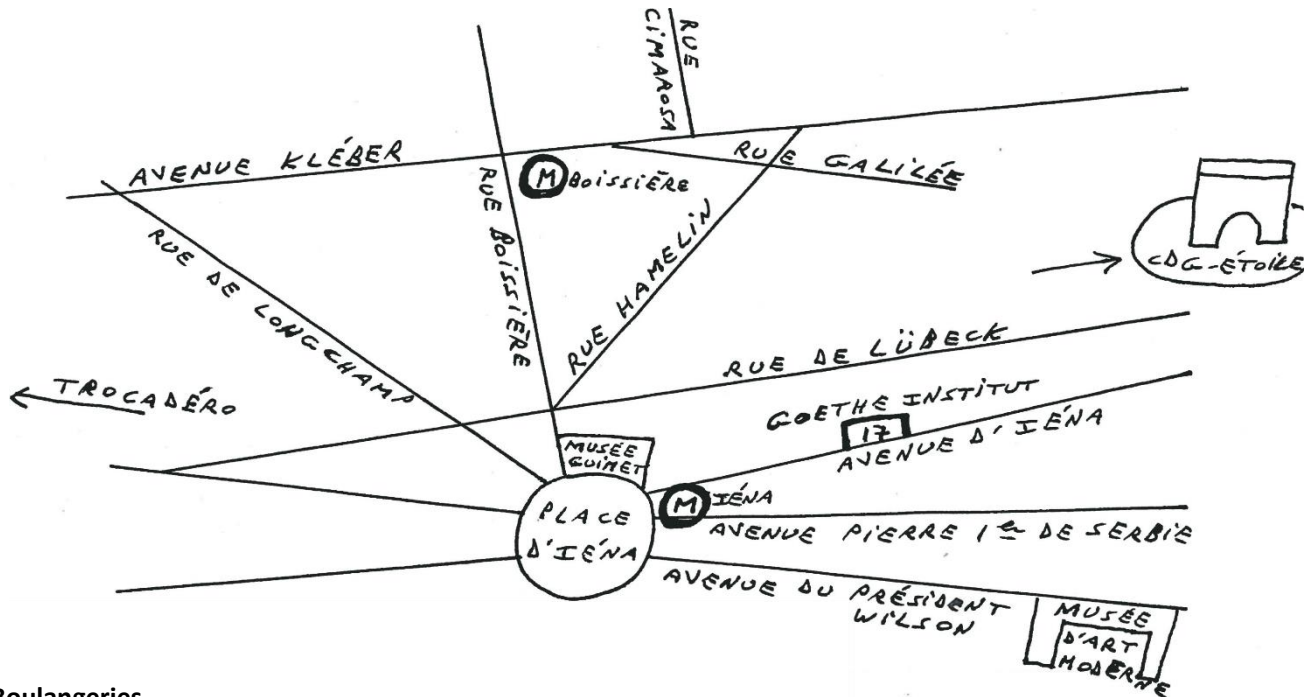 RUE
CIMAROSA
AVENUE KLÉBER
RUE GALILÉE
M BOISSIÈRE
RUE BOISSIÈRE
RUE HAMELIN
RUE DE LONGCHAMP
CDG-ÉTOILE
RUE DE LÜBECK
TROCADÉRO
GOETHE INSTITUT
17
AVENUE D'IÉNA
MUSÉE
GUIMET
M IÉNA
PLACE
D'IÉNA
AVENUE PIERRE 1er DE SERBIE
AVENUE DU PRÉSIDENT
WILSON
MUSÉE
D'ART
MODERNE
Boulangeries